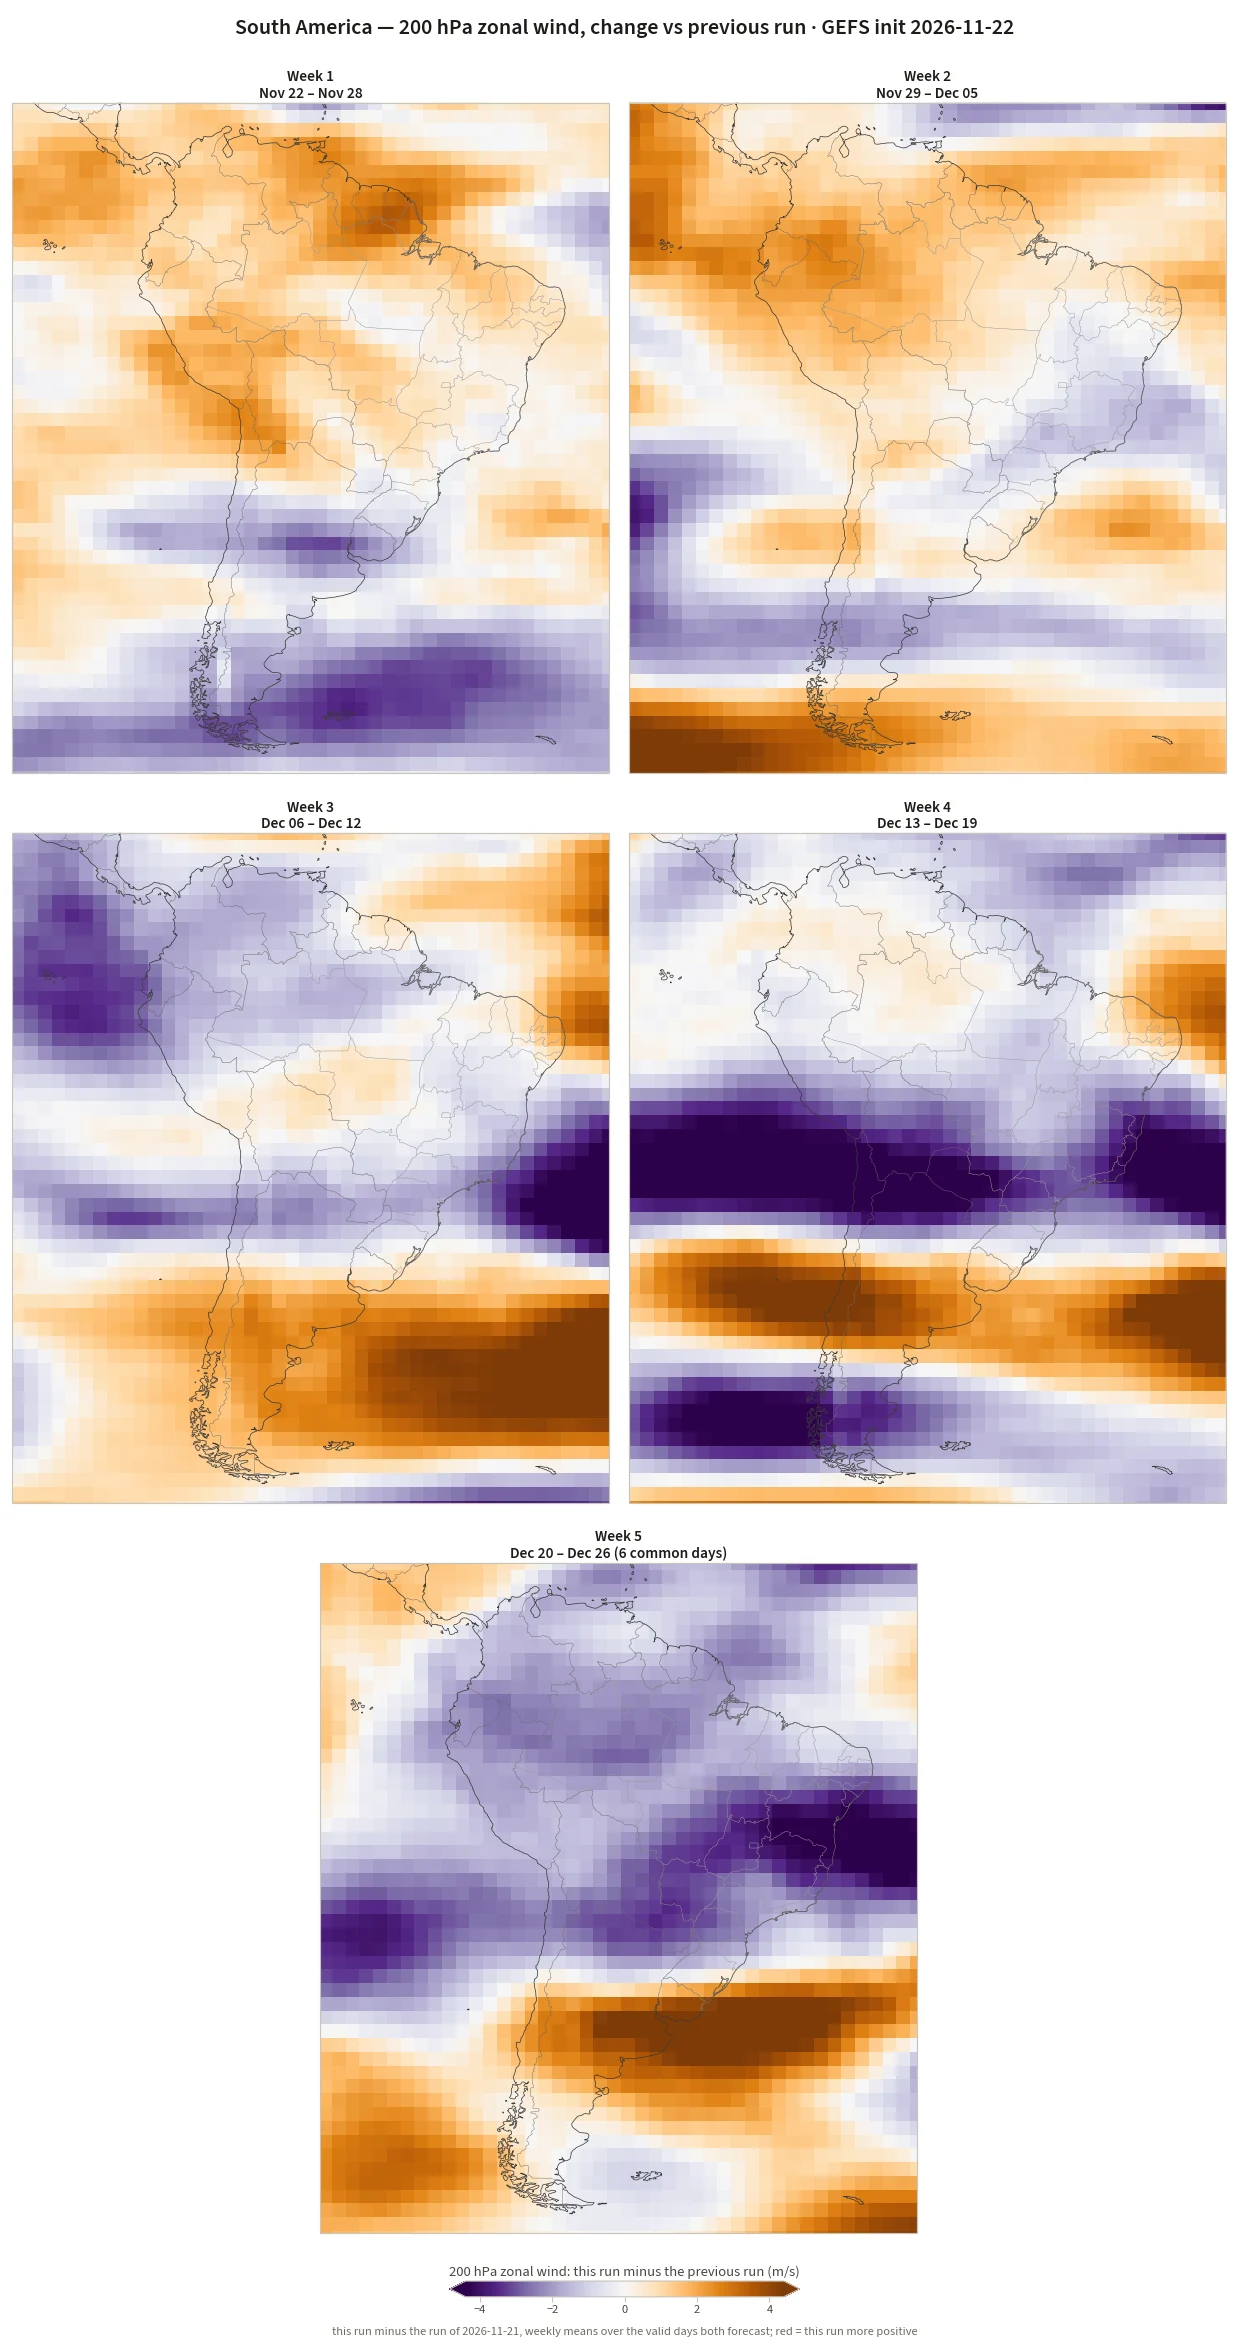 South America — 200 hPa zonal wind, change vs previous run · GEFS init 2026-11-22
Week 1
Nov 22 – Nov 28
Week 2
Nov 29 – Dec 05
Week 3
Dec 06 – Dec 12
Week 4
Dec 13 – Dec 19
Week 5
Dec 20 – Dec 26 (6 common days)
200 hPa zonal wind: this run minus the previous run (m/s)
−4 −2 0 2 4
this run minus the run of 2026-11-21, weekly means over the valid days both forecast; red = this run more positive